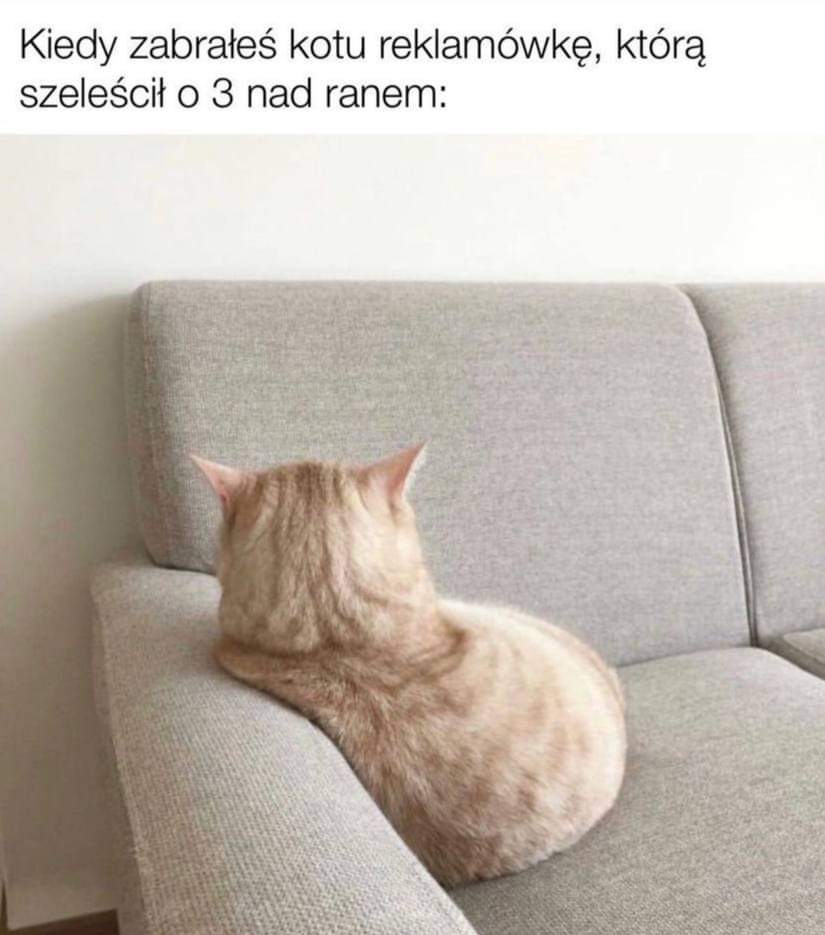 Kiedy zabrałeś kotu reklamówkę, którą
szeleścił o 3 nad ranem: